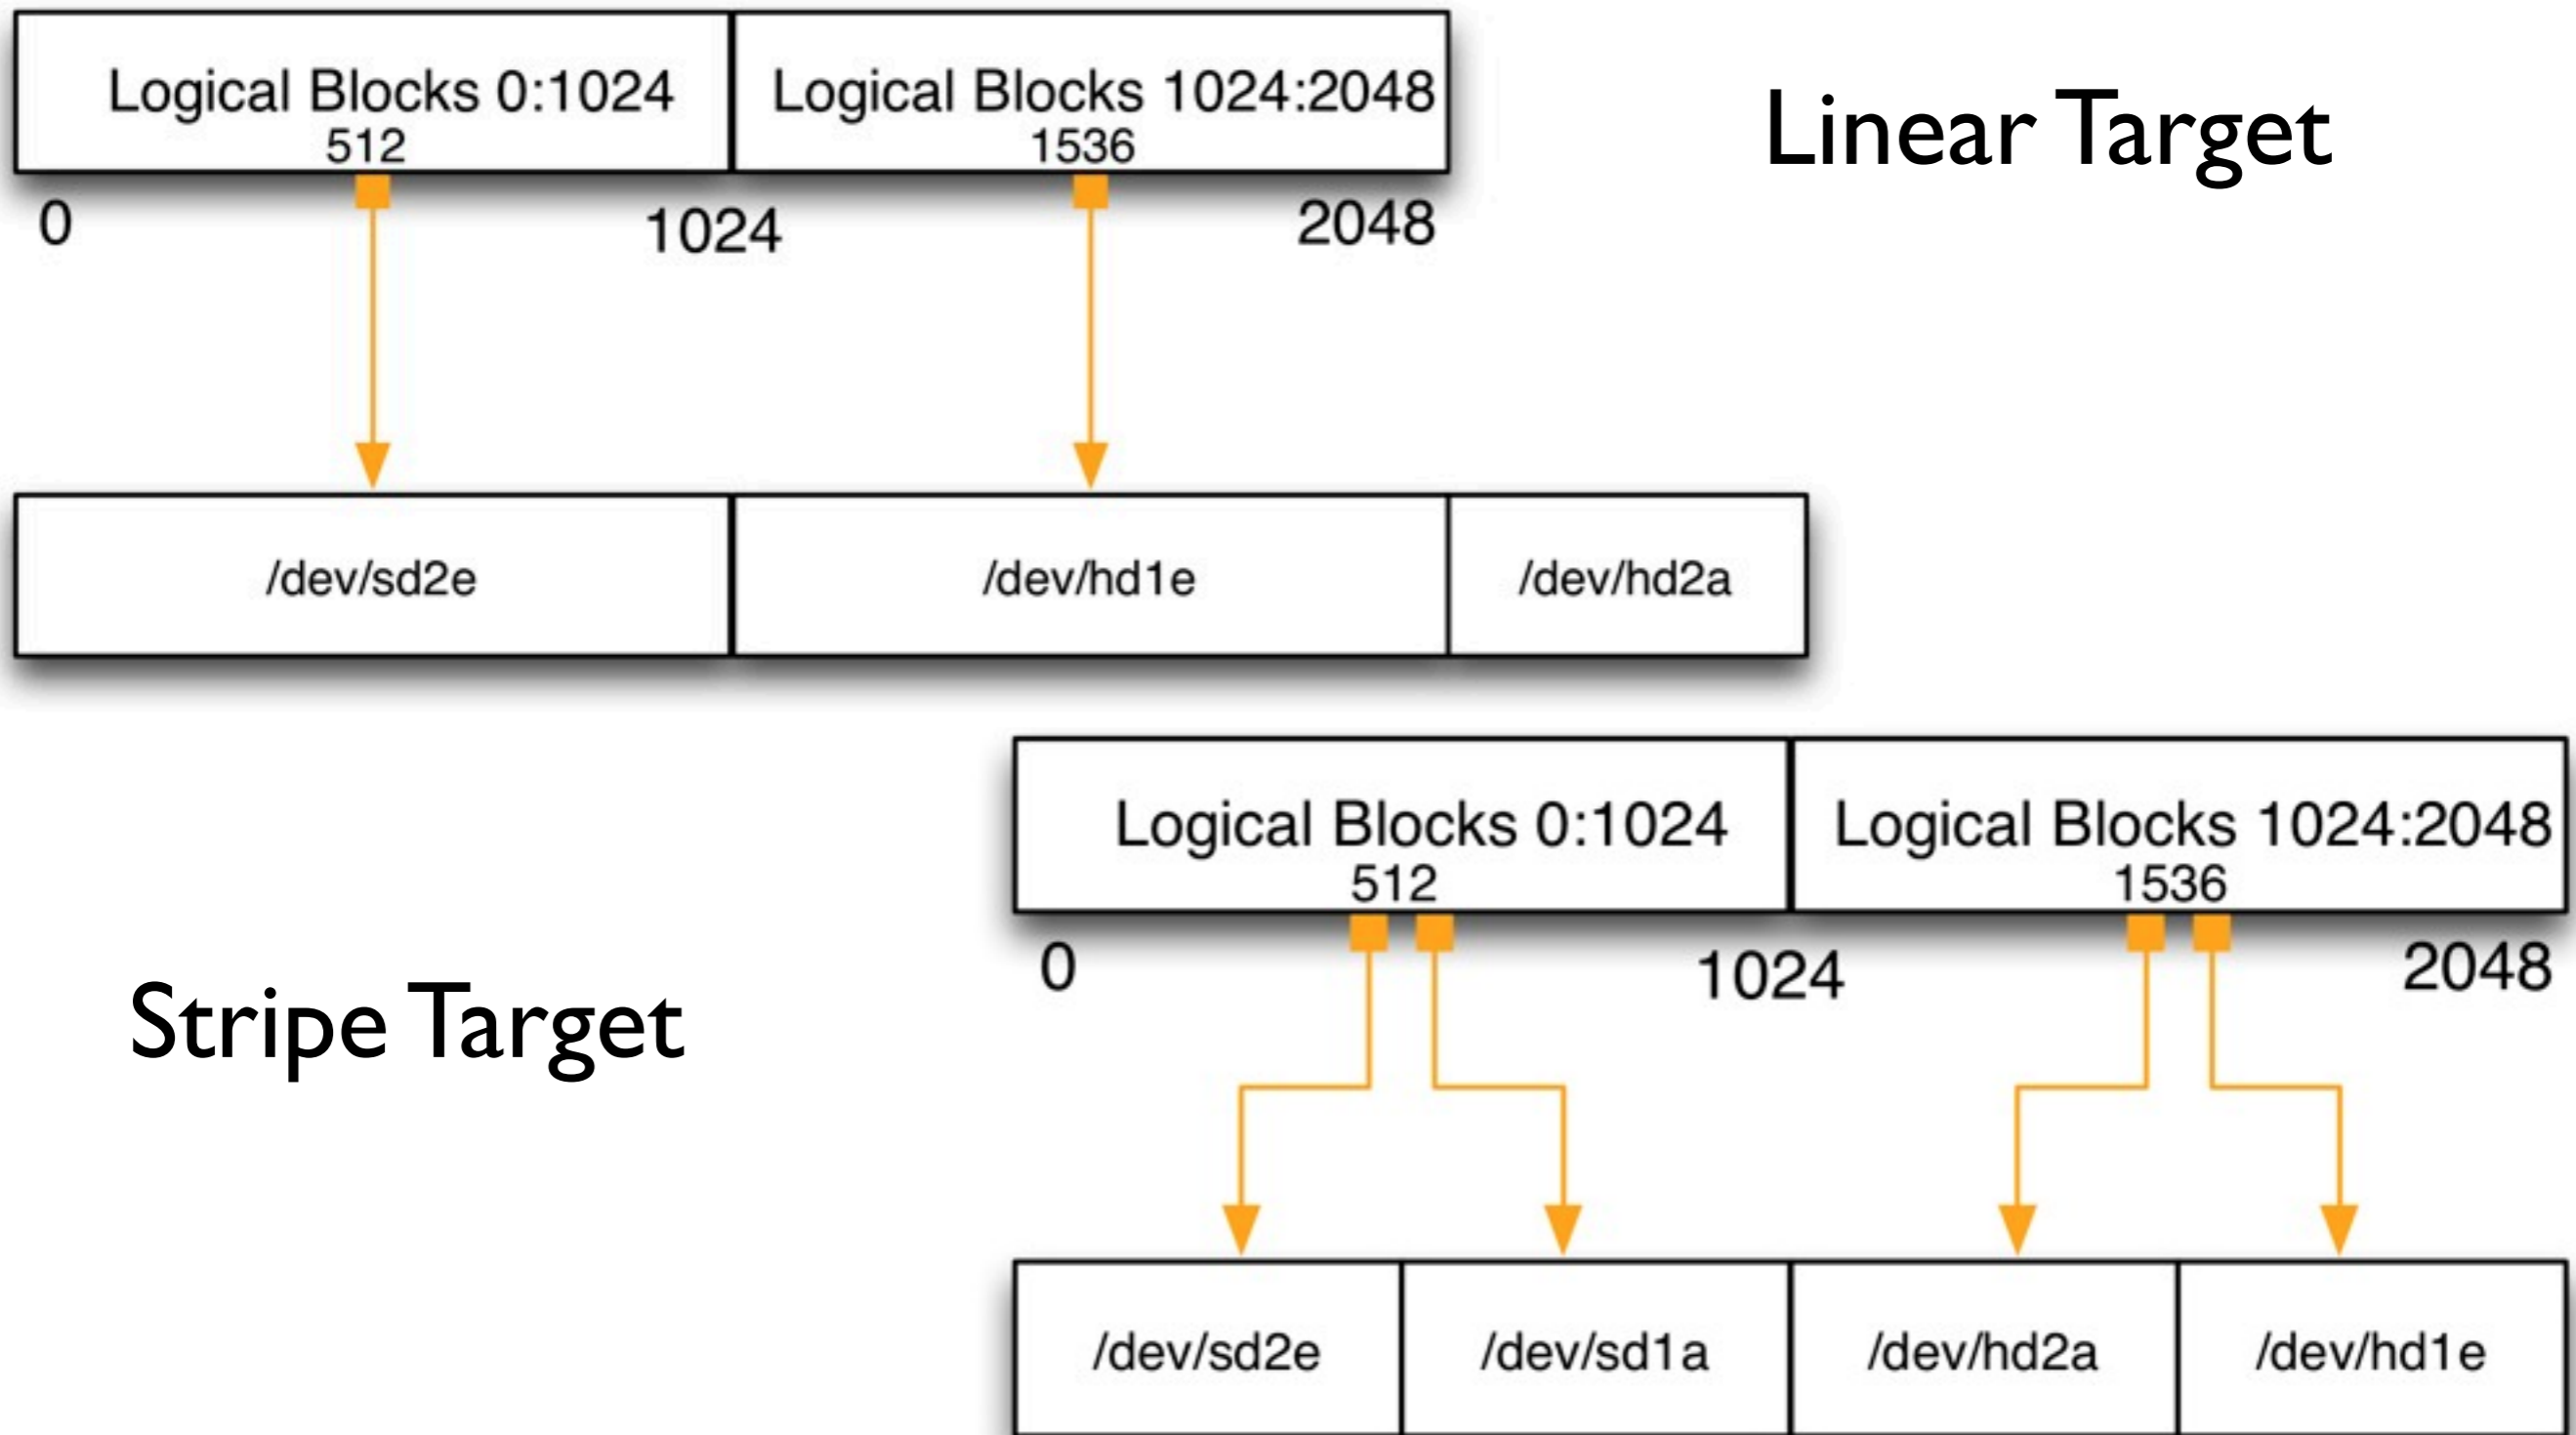 Logical Blocks 0:1024
512
Logical Blocks 1024:2048
1536
Linear Target
0
1024
2048
/dev/sd2e
/dev/hd1e
/dev/hd2a
Stripe Target
Logical Blocks 0:1024
512
Logical Blocks 1024:2048
1536
0
1024
2048
/dev/sd2e
/dev/sd1a
/dev/hd2a
/dev/hd1e